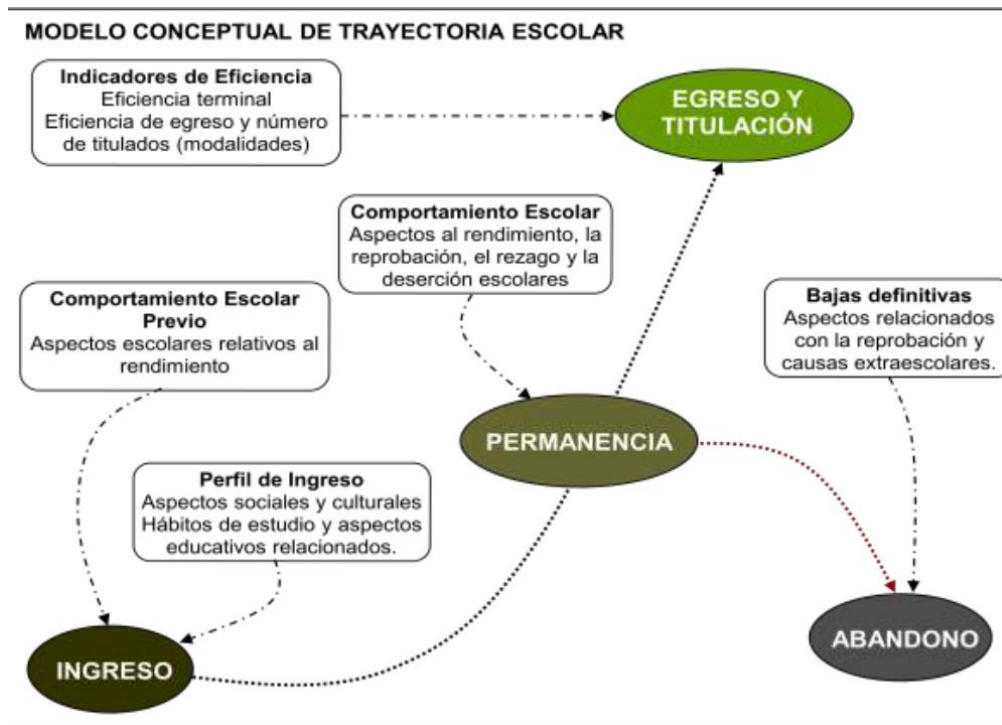 MODELO CONCEPTUAL DE TRAYECTORIA ESCOLAR
Indicadores de Eficiencia
Eficiencia terminal
Eficiencia de egreso y número
de titulados (modalidades)
EGRESO Y
TITULACIÓN
Comportamiento Escolar
Aspectos al rendimiento, la
reprobación, el rezago y la
deserción escolares
Comportamiento Escolar
Previo
Aspectos escolares relativos al
rendimiento
Bajas definitivas
Aspectos relacionados
con la reprobación y
causas extraescolares.
PERMANENCIA
Perfil de Ingreso
Aspectos sociales y culturales
Hábitos de estudio y aspectos
educativos relacionados.
INGRESO
ABANDONO